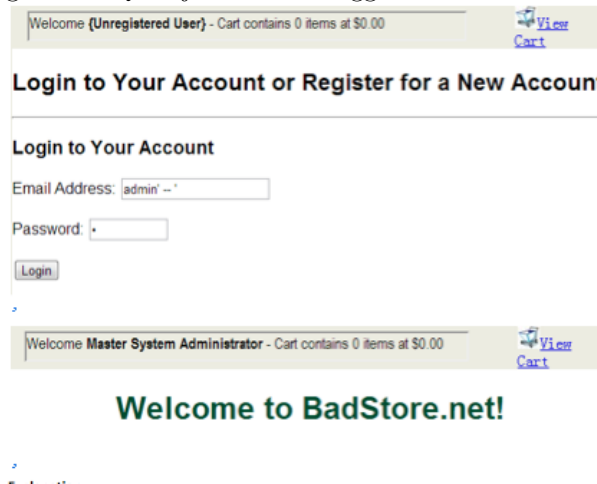 Welcome {Unregistered User} - Cart contains 0 items at $0.00
View Cart
Login to Your Account or Register for a New Accoun
Login to Your Account
Email Address: admin' -- '
Password: •
Login
Welcome Master System Administrator - Cart contains 0 items at $0.00
View Cart
Welcome to BadStore.net!